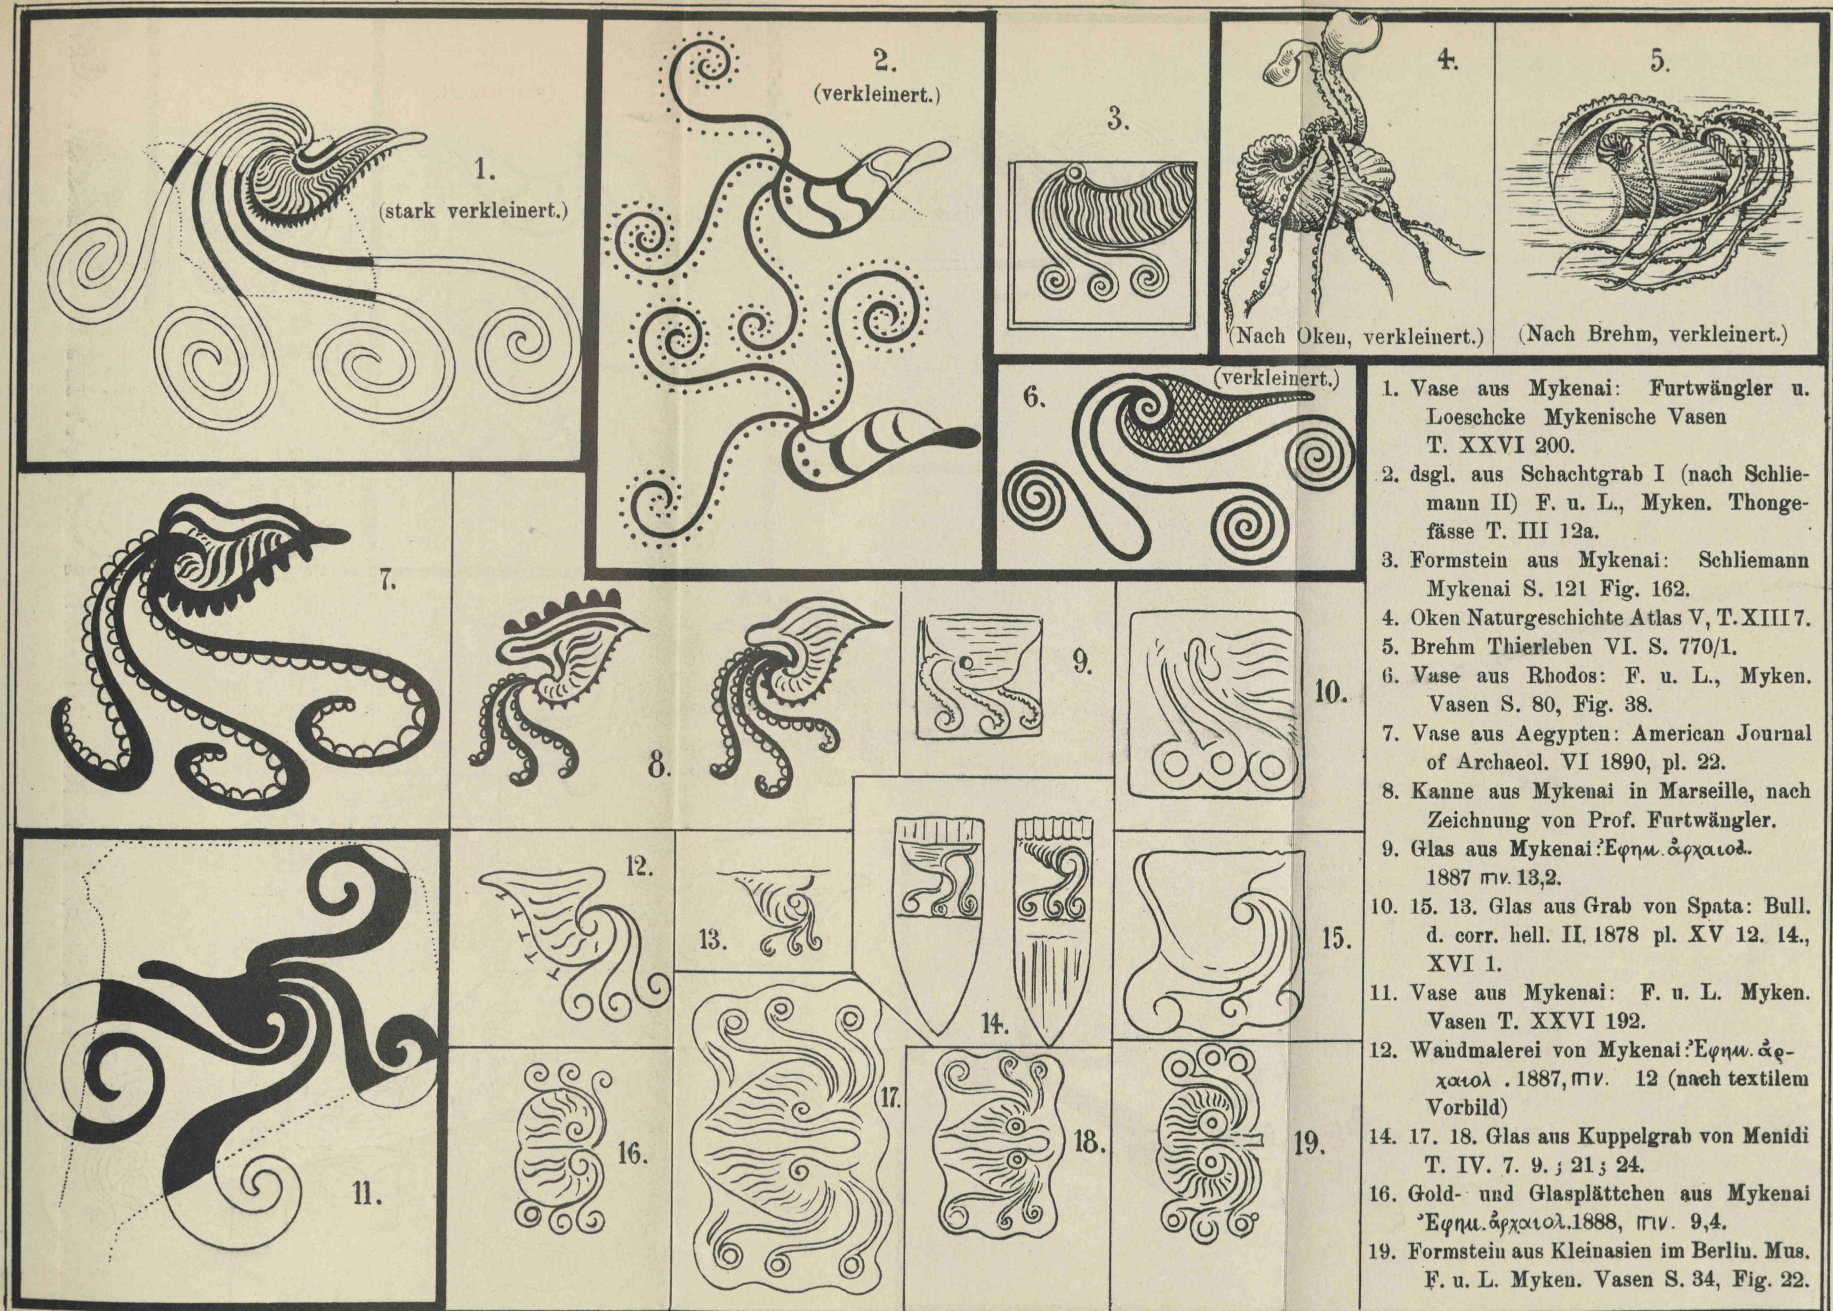 1.
(stark verkleinert.)
2.
(verkleinert.)
3.
4.
(Nach Oken, verkleinert.)
5.
(Nach Brehm, verkleinert.)
6.
(verkleinert.)
7.
8.
9.
10.
11.
12.
13.
14.
15.
16.
17.
18.
19.
1. Vase aus Mykenai: Furtwängler u.
Loeschcke Mykenische Vasen
T. XXVI 200.
2. dsgl. aus Schachtgrab I (nach Schlie-
mann II) F. u. L., Myken. Thonge-
fässe T. III 12a.
3. Formstein aus Mykenai: Schliemann
Mykenai S. 121 Fig. 162.
4. Oken Naturgeschichte Atlas V, T. XIII 7.
5. Brehm Thierleben VI. S. 770/1.
6. Vase aus Rhodos: F. u. L., Myken.
Vasen S. 80, Fig. 38.
7. Vase aus Aegypten: American Journal
of Archaeol. VI 1890, pl. 22.
8. Kanne aus Mykenai in Marseille, nach
Zeichnung von Prof. Furtwängler.
9. Glas aus Mykenai: Ἐφημ. ἀρχαιολ.
1887 πιν. 13,2.
10. 15. 13. Glas aus Grab von Spata: Bull.
d. corr. hell. II. 1878 pl. XV 12. 14.,
XVI 1.
11. Vase aus Mykenai: F. u. L. Myken.
Vasen T. XXVI 192.
12. Wandmalerei von Mykenai: Ἐφημ. ἀρ-
χαιολ. 1887, πιν. 12 (nach textilem
Vorbild)
14. 17. 18. Glas aus Kuppelgrab von Menidi
T. IV. 7. 9.; 21; 24.
16. Gold- und Glasplättchen aus Mykenai
Ἐφημ. ἀρχαιολ. 1888, πιν. 9,4.
19. Formstein aus Kleinasien im Berlin. Mus.
F. u. L. Myken. Vasen S. 34, Fig. 22.